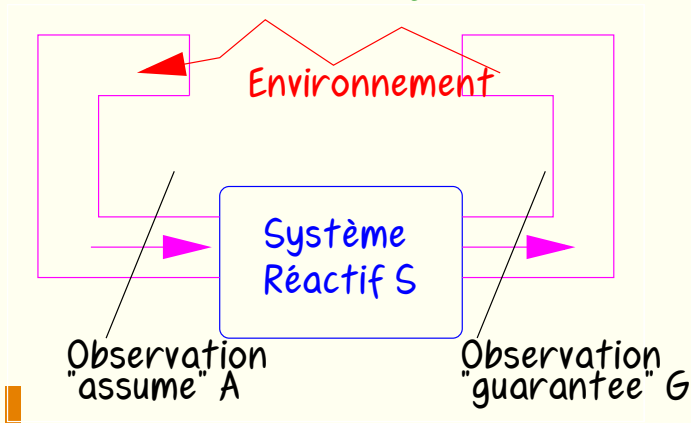 Environnement
Système
Réactif S
Observation
"assume" A
Observation
"guarantee" G